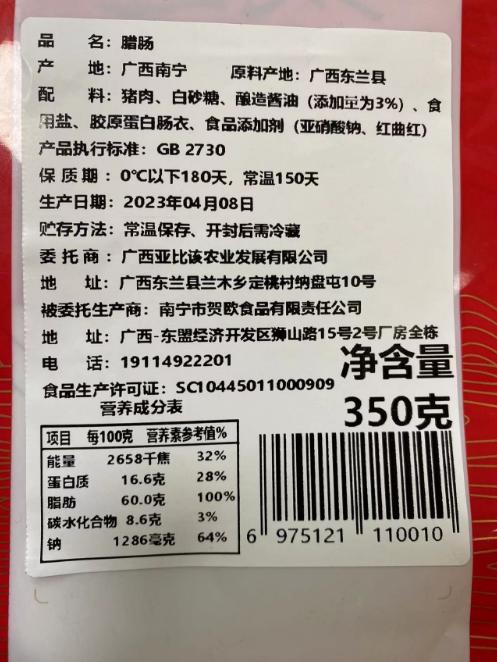 品 名：腊肠
产 地：广西南宁 原料产地：广西东兰县
配 料：猪肉、白砂糖、酿造酱油（添加量为3%）、食
用盐、胶原蛋白肠衣、食品添加剂（亚硝酸钠、红曲红）
产品执行标准：GB 2730
保 质 期：0℃以下180天，常温150天
生产日期：2023年04月08日
贮存方法：常温保存、开封后需冷藏
委 托 商：广西亚比该农业发展有限公司
地 址：广西东兰县兰木乡定桃村纳盘屯10号
被委托生产商：南宁市贺欧食品有限责任公司
地 址：广西-东盟经济开发区狮山路15号2号厂房全栋
电 话：19114922201
净含量
350克
食品生产许可证：SC10445011000909
营养成分表
项目 每100克 营养素参考值%
能量 2658千焦 32%
蛋白质 16.6克 28%
脂肪 60.0克 100%
碳水化合物 8.6克 3%
钠 1286毫克 64%
6 975121 110010